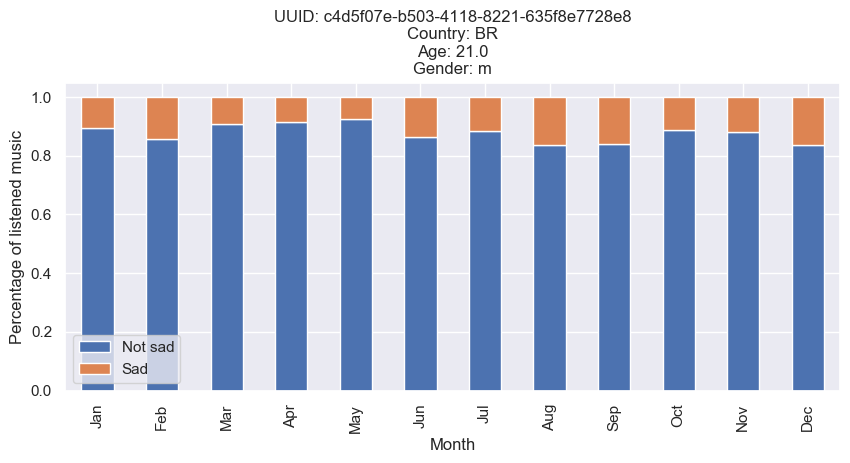 UUID: c4d5f07e-b503-4118-8221-635f8e7728e8
Country: BR
Age: 21.0
Gender: m
Percentage of listened music
1.0
0.8
0.6
0.4
0.2
0.0
Not sad
Sad
Jan Feb Mar Apr May Jun Jul Aug Sep Oct Nov Dec
Month